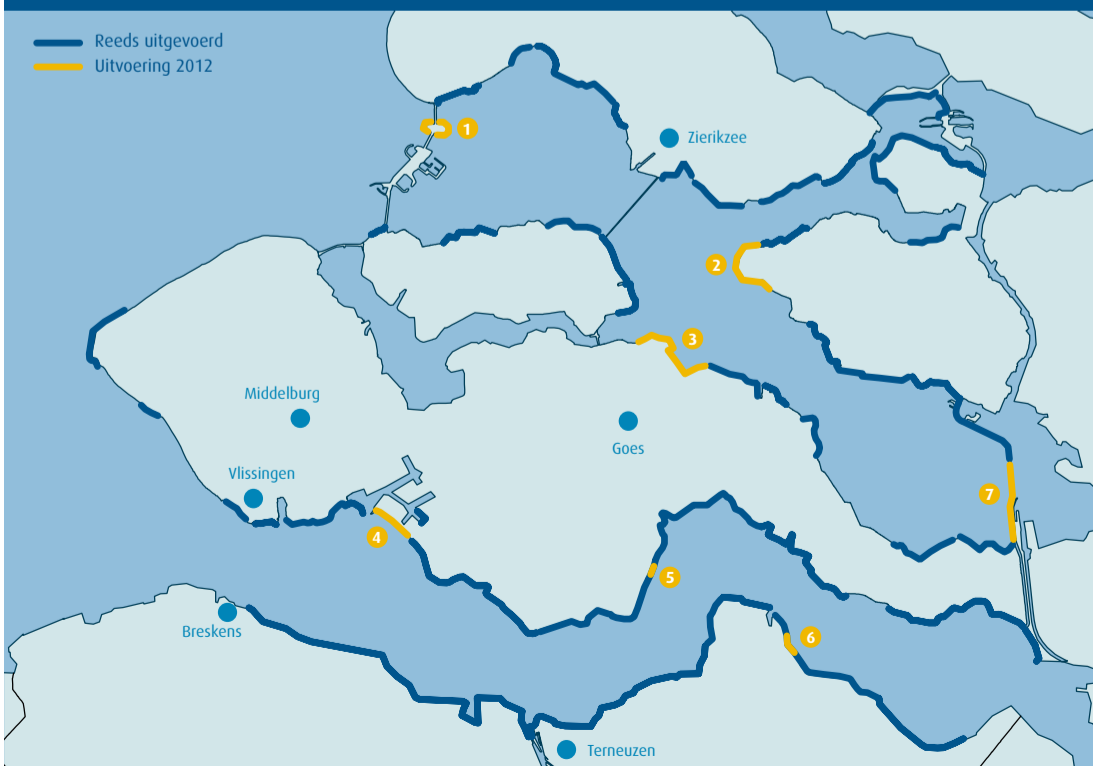 Reeds uitgevoerd
Uitvoering 2012
1
Zierikzee
2
3
Middelburg
Goes
Vlissingen
7
4
5
Breskens
6
Terneuzen